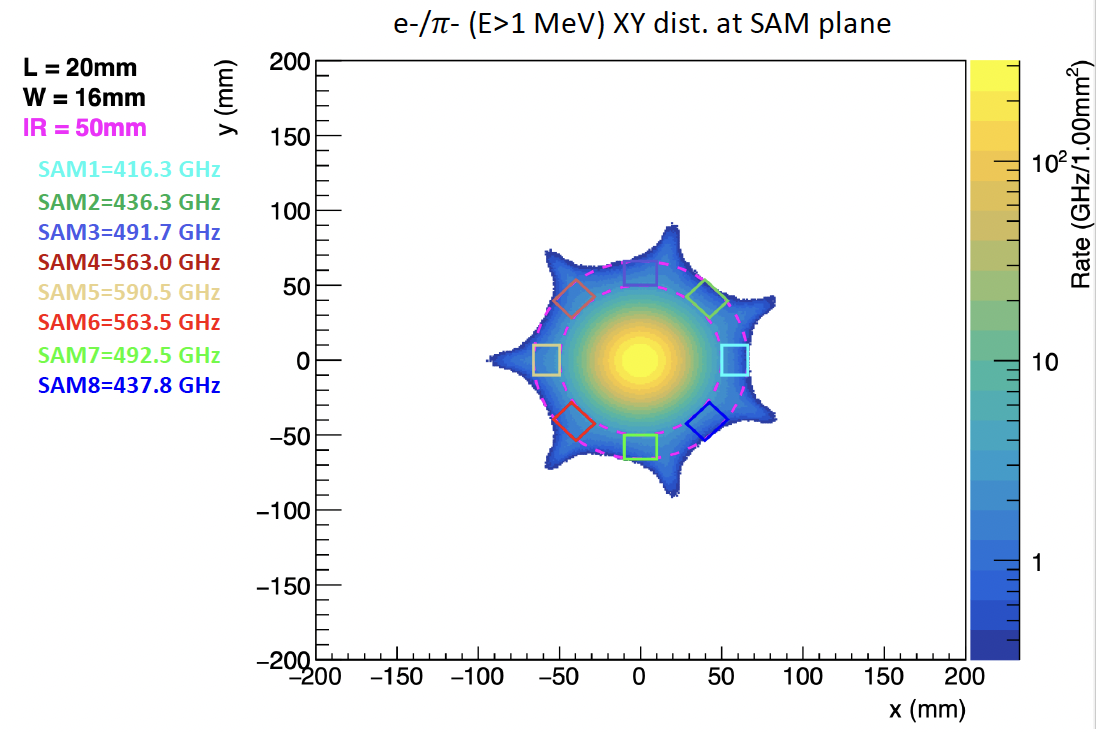 e-/π- (E>1 MeV) XY dist. at SAM plane
L = 20mm
W = 16mm
IR = 50mm
SAM1=416.3 GHz
SAM2=436.3 GHz
SAM3=491.7 GHz
SAM4=563.0 GHz
SAM5=590.5 GHz
SAM6=563.5 GHz
SAM7=492.5 GHz
SAM8=437.8 GHz
y (mm)
200
150
100
50
0
−50
−100
−150
−200
−200 −150 −100 −50 0 50 100 150 200
x (mm)
10²
10
1
Rate (GHz/1.00mm²)